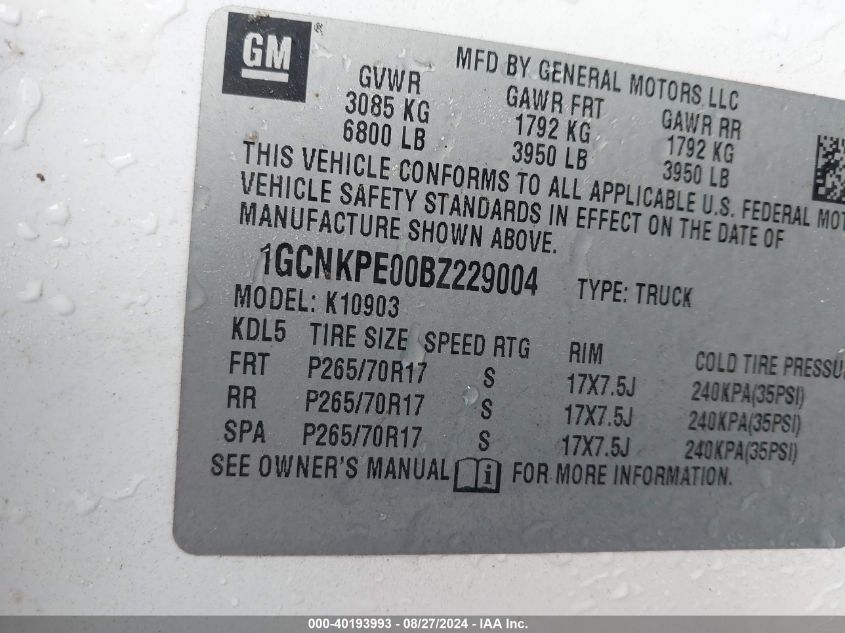 GM
MFD BY GENERAL MOTORS LLC
GVWR GAWR FRT GAWR RR
3085 KG 1792 KG 1792 KG
6800 LB 3950 LB 3950 LB
THIS VEHICLE CONFORMS TO ALL APPLICABLE U.S. FEDERAL MOT
VEHICLE SAFETY STANDARDS IN EFFECT ON THE DATE OF
MANUFACTURE SHOWN ABOVE.
1GCNKPE00BZ229004 TYPE: TRUCK
MODEL: K10903
KDL5 TIRE SIZE SPEED RTG RIM COLD TIRE PRESSU
FRT P265/70R17 S 17X7.5J 240KPA(35PSI)
RR P265/70R17 S 17X7.5J 240KPA(35PSI)
SPA P265/70R17 S 17X7.5J 240KPA(35PSI)
SEE OWNER'S MANUAL i FOR MORE INFORMATION.
000-40193993 - 08/27/2024 - IAA Inc.